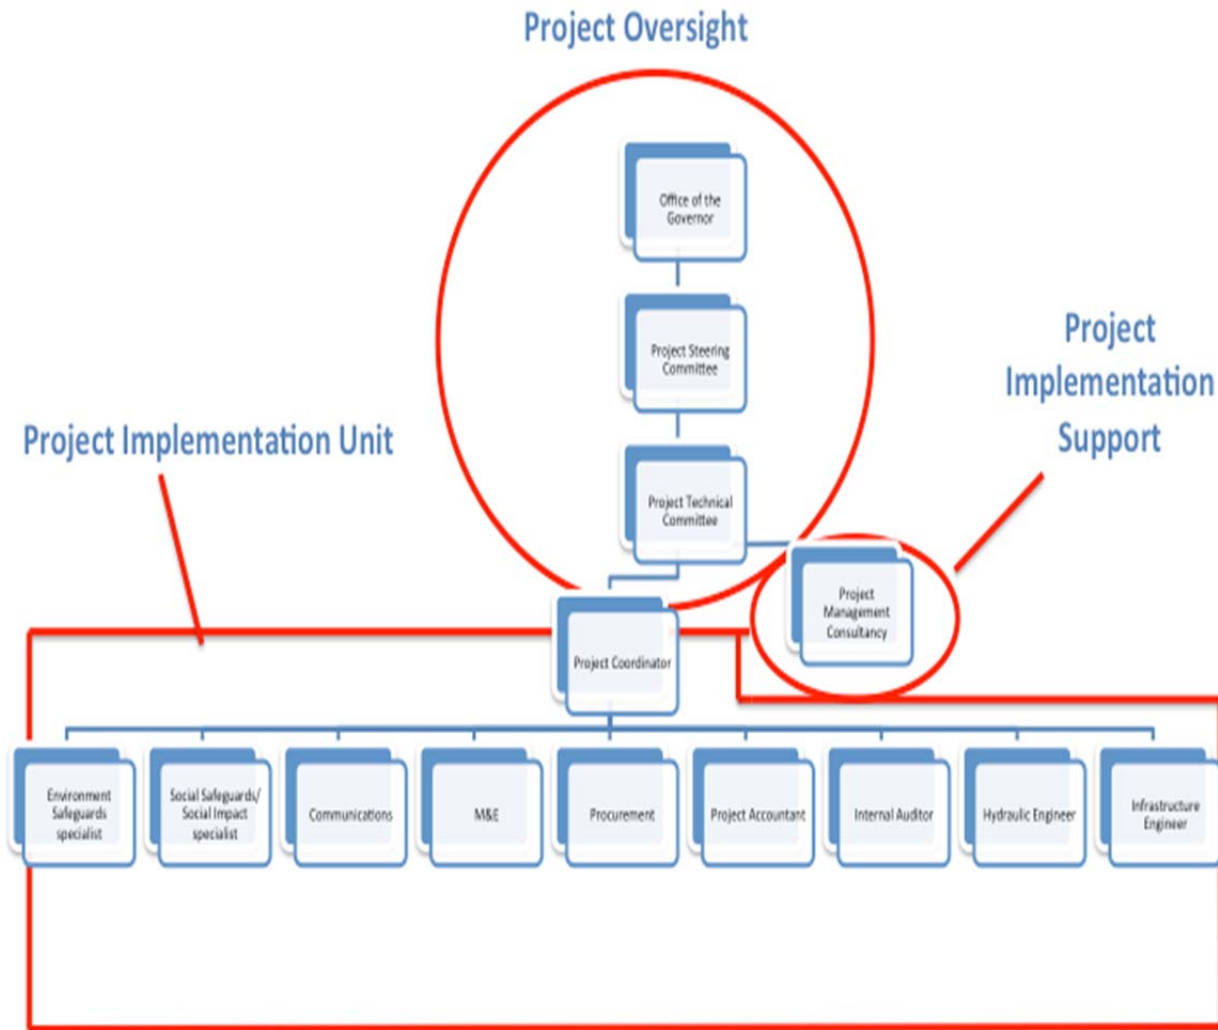 Project Oversight
Office of the
Governor
Project Steering
Committee
Project
Implementation
Support
Project Implementation Unit
Project Technical
Committee
Project
Management
Consultancy
Project Coordinator
Environment
Safeguards
specialist
Social Safeguards/
Social Impact
specialist
Communications
M&E
Procurement
Project Accountant
Internal Auditor
Hydraulic Engineer
Infrastructure
Engineer